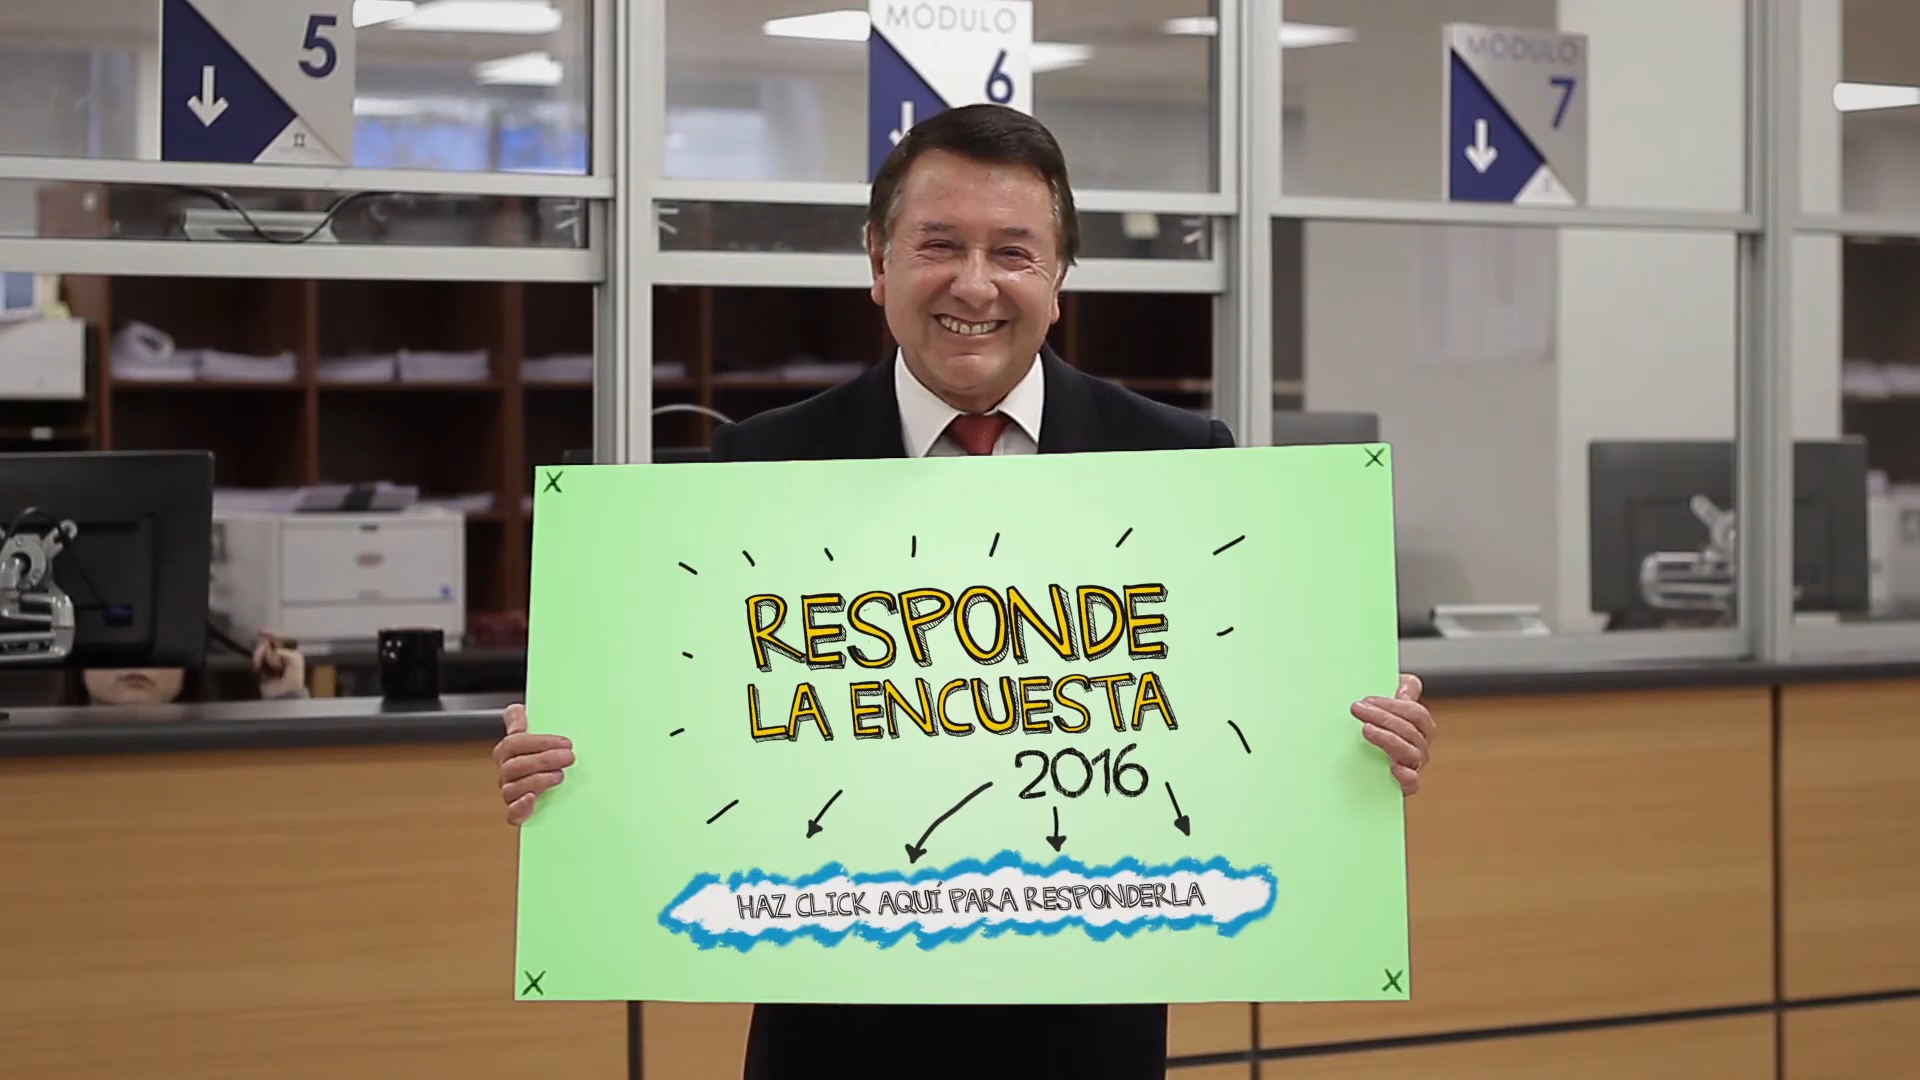 5
MÓDULO
6
MÓDULO
7
RESPONDE
LA ENCUESTA
2016
HAZ CLICK AQUÍ PARA RESPONDERLA